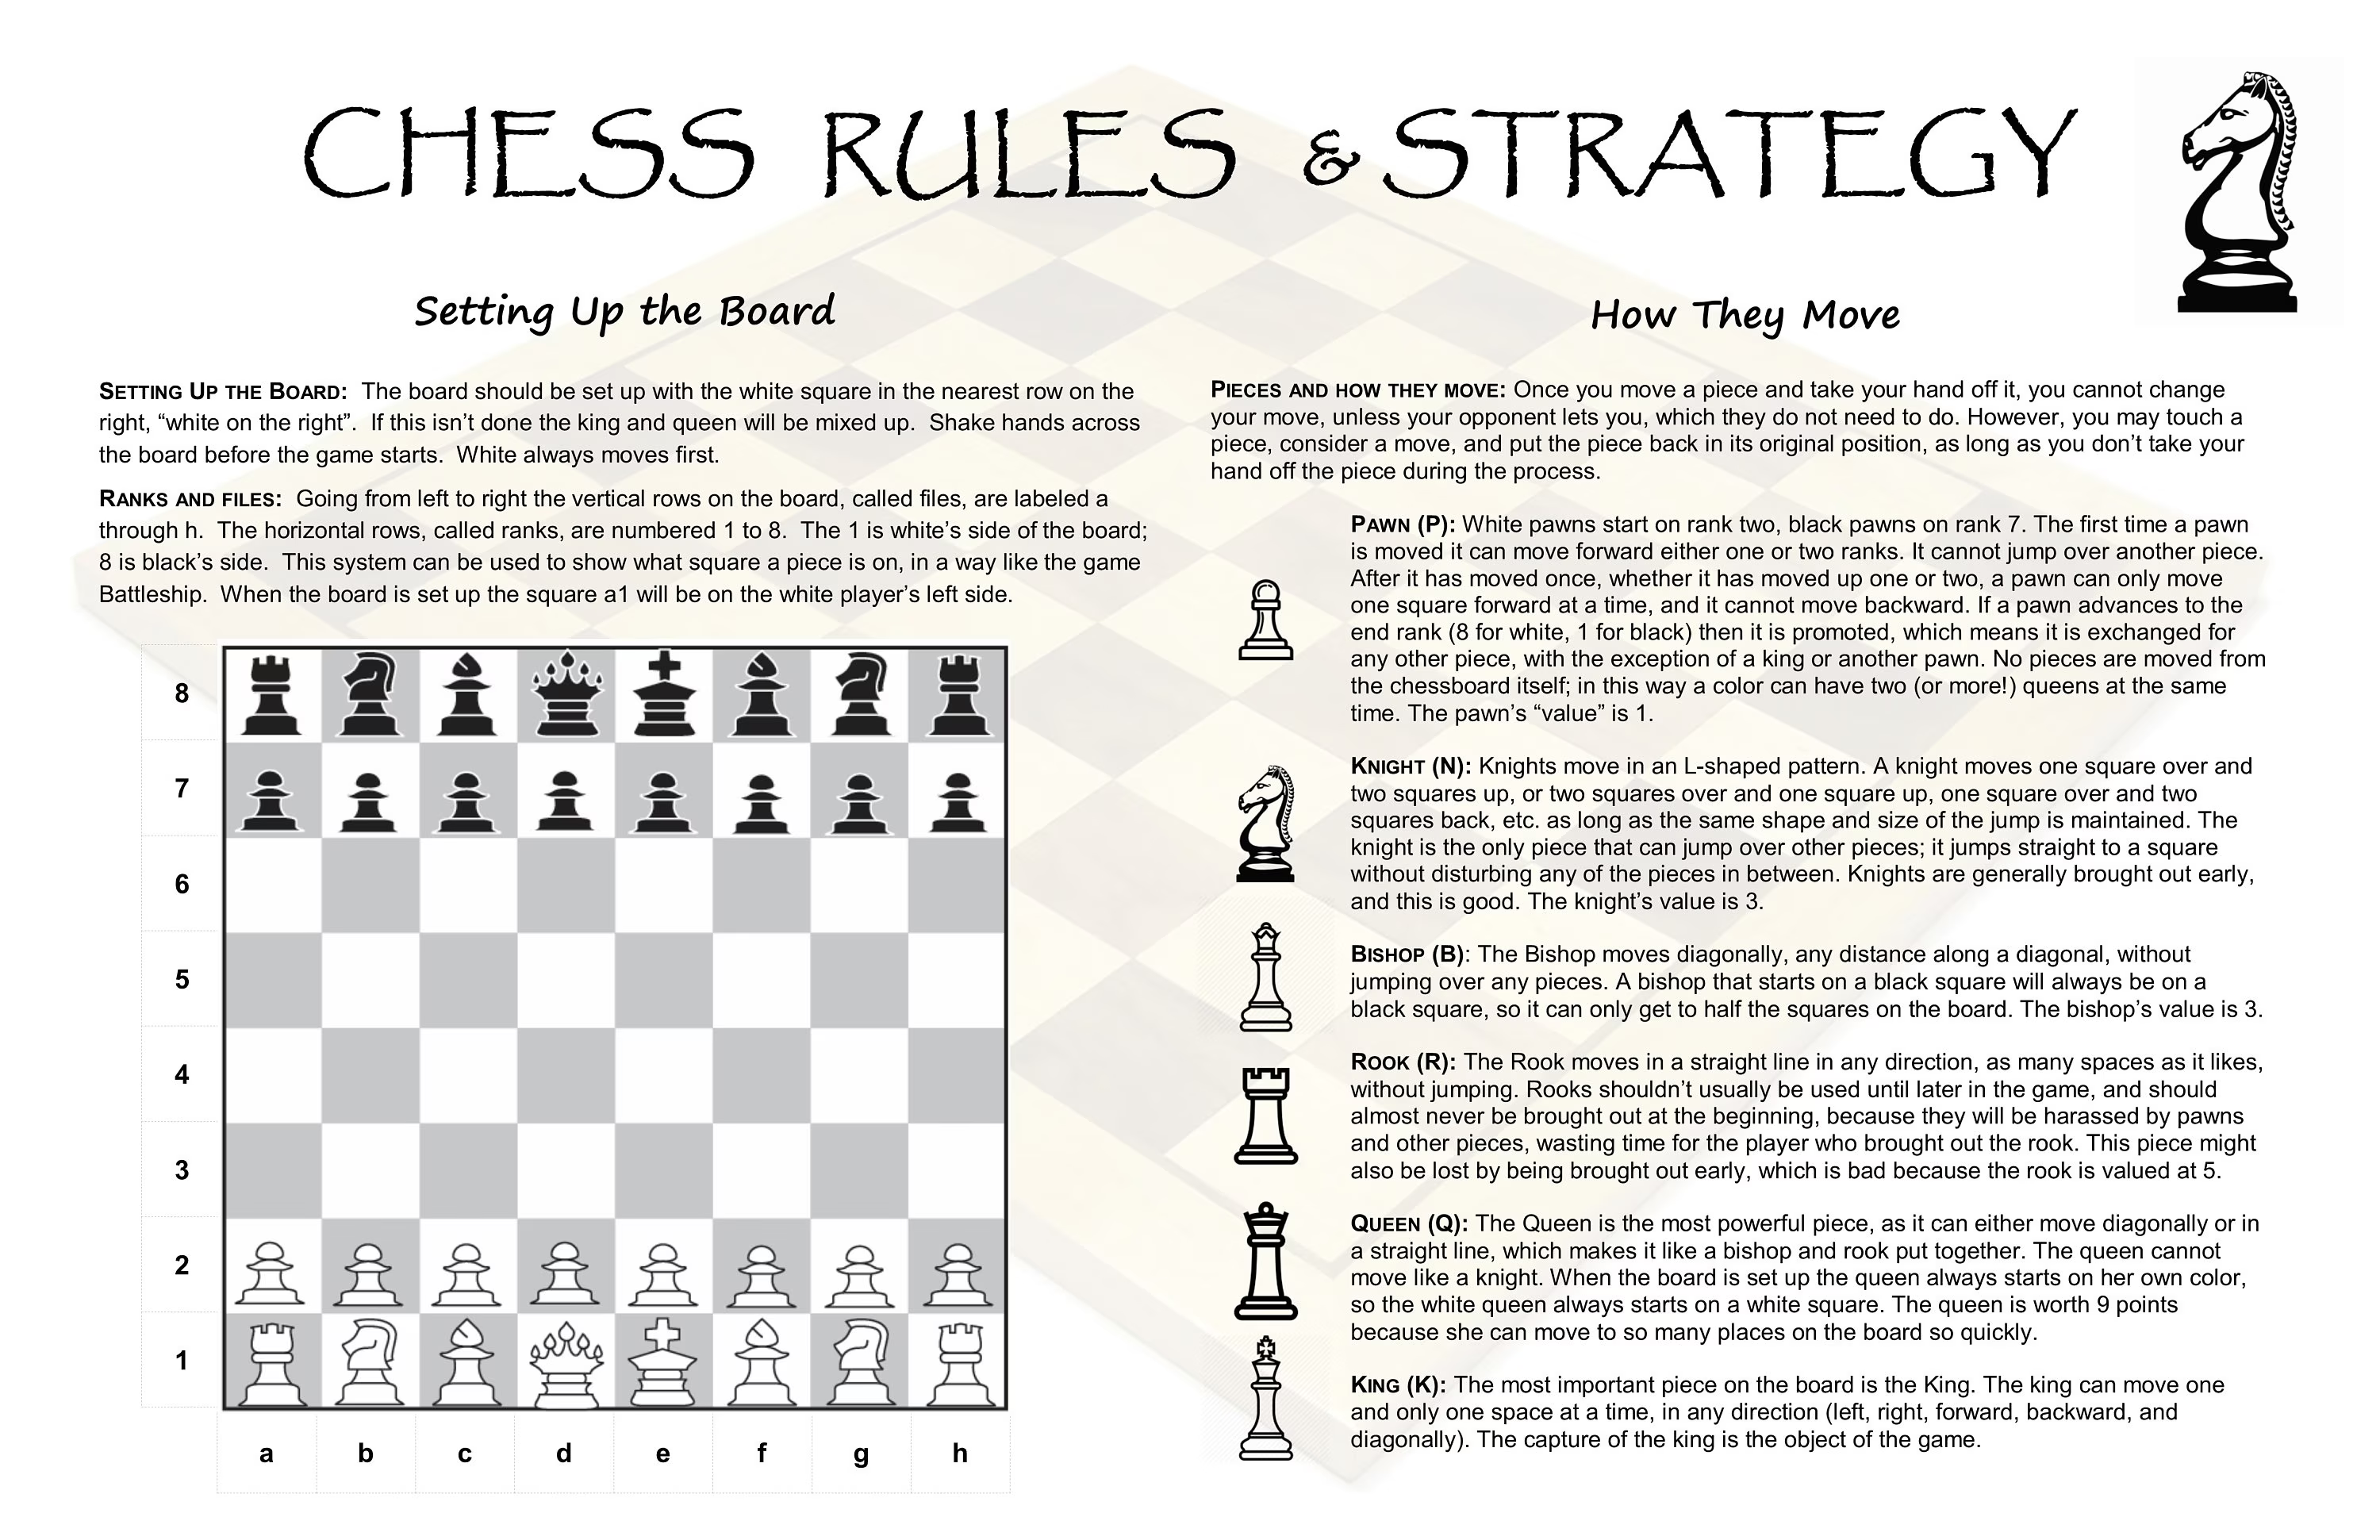 CHESS RULES & STRATEGY
Setting Up the Board
SETTING UP THE BOARD: The board should be set up with the white square in the nearest row on the
right, “white on the right”. If this isn’t done the king and queen will be mixed up. Shake hands across
the board before the game starts. White always moves first.
RANKS AND FILES: Going from left to right the vertical rows on the board, called files, are labeled a
through h. The horizontal rows, called ranks, are numbered 1 to 8. The 1 is white’s side of the board;
8 is black’s side. This system can be used to show what square a piece is on, in a way like the game
Battleship. When the board is set up the square a1 will be on the white player’s left side.
8
7
6
5
4
3
2
1
a b c d e f g h
How They Move
PIECES AND HOW THEY MOVE: Once you move a piece and take your hand off it, you cannot change
your move, unless your opponent lets you, which they do not need to do. However, you may touch a
piece, consider a move, and put the piece back in its original position, as long as you don’t take your
hand off the piece during the process.
PAWN (P): White pawns start on rank two, black pawns on rank 7. The first time a pawn
is moved it can move forward either one or two ranks. It cannot jump over another piece.
After it has moved once, whether it has moved up one or two, a pawn can only move
one square forward at a time, and it cannot move backward. If a pawn advances to the
end rank (8 for white, 1 for black) then it is promoted, which means it is exchanged for
any other piece, with the exception of a king or another pawn. No pieces are moved from
the chessboard itself; in this way a color can have two (or more!) queens at the same
time. The pawn’s “value” is 1.
KNIGHT (N): Knights move in an L-shaped pattern. A knight moves one square over and
two squares up, or two squares over and one square up, one square over and two
squares back, etc. as long as the same shape and size of the jump is maintained. The
knight is the only piece that can jump over other pieces; it jumps straight to a square
without disturbing any of the pieces in between. Knights are generally brought out early,
and this is good. The knight’s value is 3.
BISHOP (B): The Bishop moves diagonally, any distance along a diagonal, without
jumping over any pieces. A bishop that starts on a black square will always be on a
black square, so it can only get to half the squares on the board. The bishop’s value is 3.
ROOK (R): The Rook moves in a straight line in any direction, as many spaces as it likes,
without jumping. Rooks shouldn’t usually be used until later in the game, and should
almost never be brought out at the beginning, because they will be harassed by pawns
and other pieces, wasting time for the player who brought out the rook. This piece might
also be lost by being brought out early, which is bad because the rook is valued at 5.
QUEEN (Q): The Queen is the most powerful piece, as it can either move diagonally or in
a straight line, which makes it like a bishop and rook put together. The queen cannot
move like a knight. When the board is set up the queen always starts on her own color,
so the white queen always starts on a white square. The queen is worth 9 points
because she can move to so many places on the board so quickly.
KING (K): The most important piece on the board is the King. The king can move one
and only one space at a time, in any direction (left, right, forward, backward, and
diagonally). The capture of the king is the object of the game.